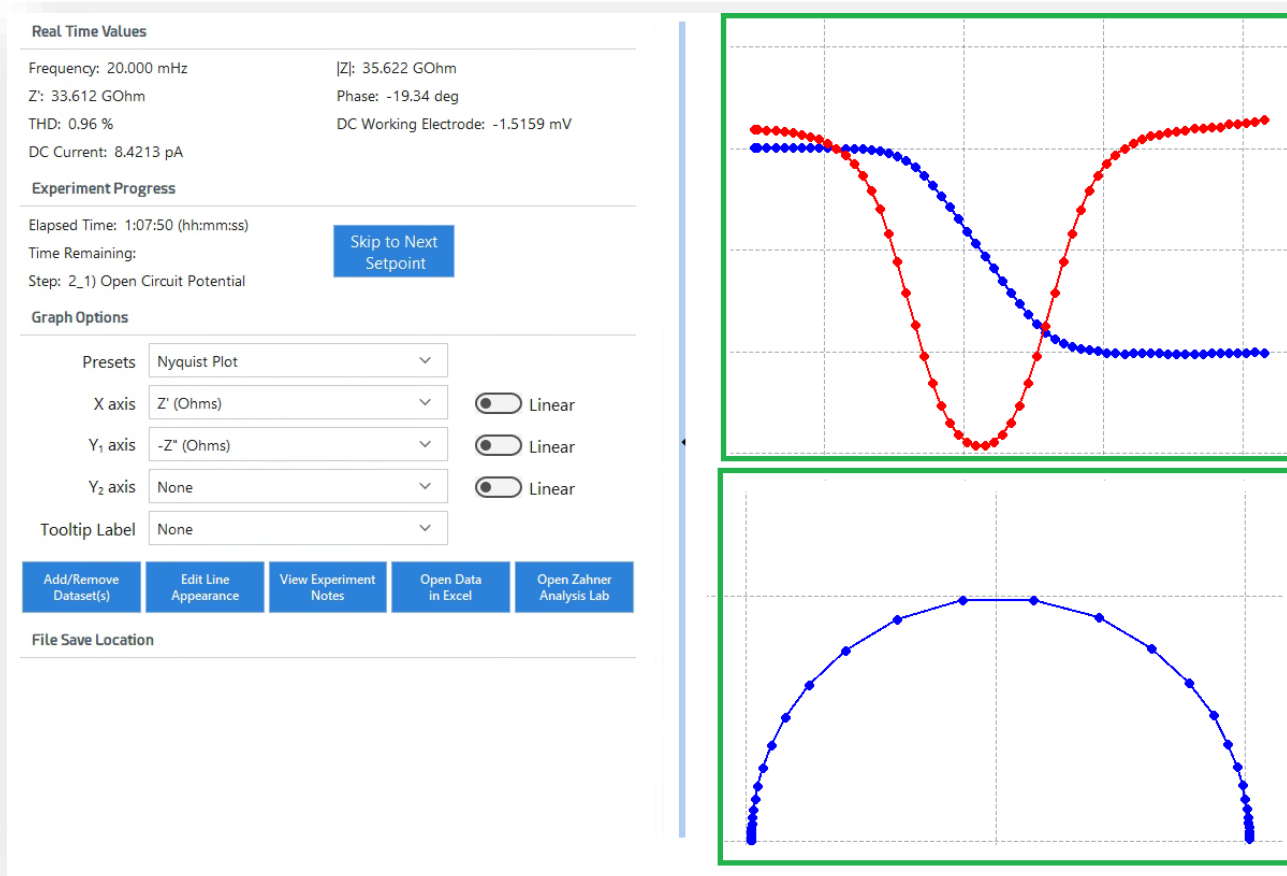 Real Time Values
Frequency: 20.000 mHz
|Z|: 35.622 GOhm
Z': 33.612 GOhm
Phase: -19.34 deg
THD: 0.96 %
DC Working Electrode: -1.5159 mV
DC Current: 8.4213 pA
Experiment Progress
Elapsed Time: 1:07:50 (hh:mm:ss)
Time Remaining:
Step: 2_1) Open Circuit Potential
Skip to Next
Setpoint
Graph Options
Presets Nyquist Plot
X axis Z' (Ohms) Linear
Y₁ axis -Z" (Ohms) Linear
Y₂ axis None Linear
Tooltip Label None
Add/Remove
Dataset(s)
Edit Line
Appearance
View Experiment
Notes
Open Data
in Excel
Open Zahner
Analysis Lab
File Save Location